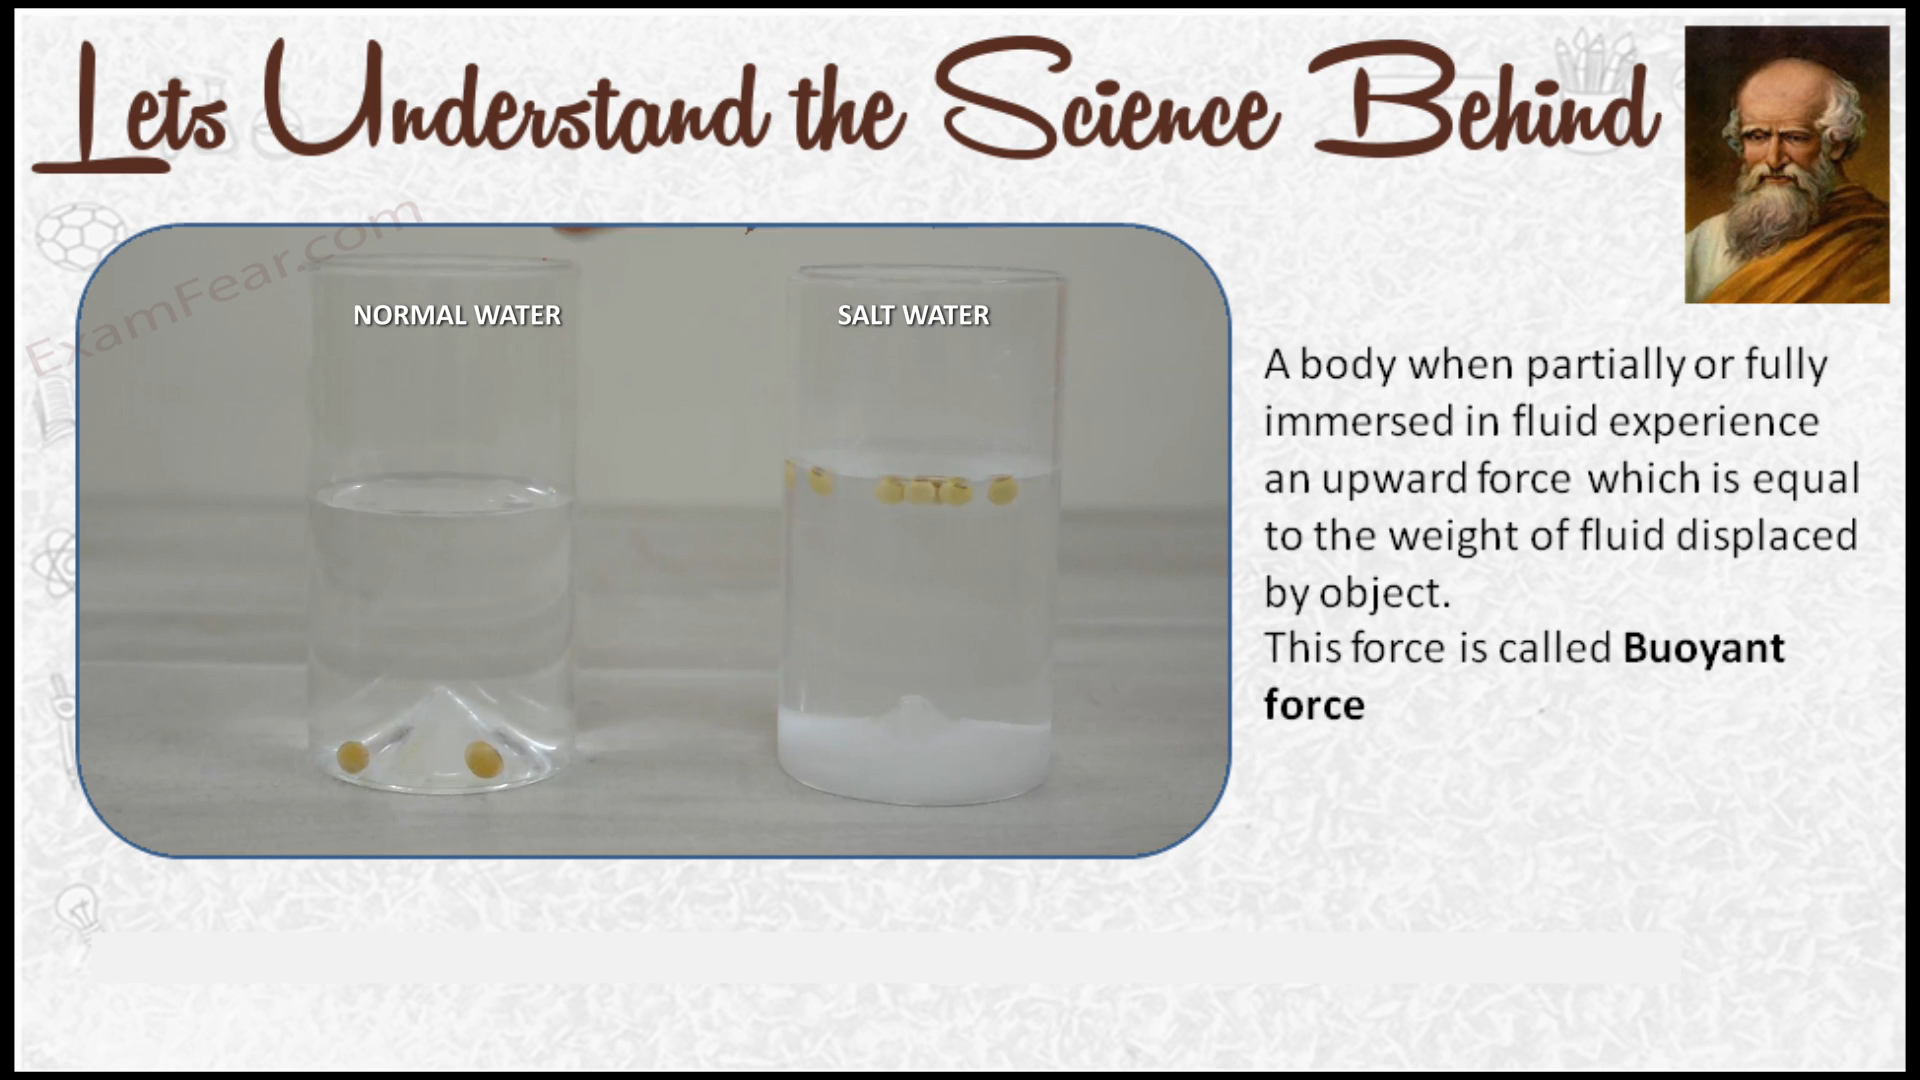 Lets Understand the Science Behind
ExamFear.com
NORMAL WATER
SALT WATER
A body when partially or fully
immersed in fluid experience
an upward force which is equal
to the weight of fluid displaced
by object.
This force is called Buoyant
force